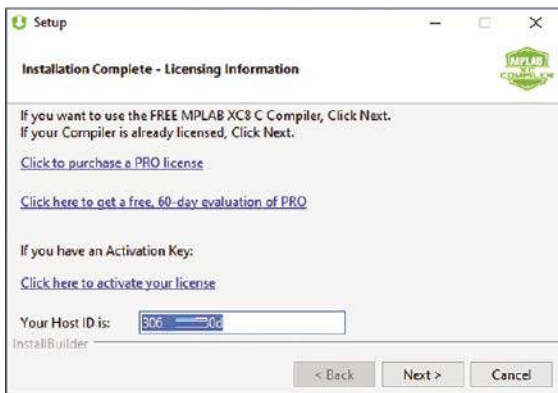 Setup
Installation Complete - Licensing Information
MPLAB
XC
COMPILER
If you want to use the FREE MPLAB XC8 C Compiler, Click Next.
If your Compiler is already licensed, Click Next.
Click to purchase a PRO license
Click here to get a free, 60-day evaluation of PRO
If you have an Activation Key:
Click here to activate your license
Your Host ID is:
InstallBuilder
< Back Next > Cancel